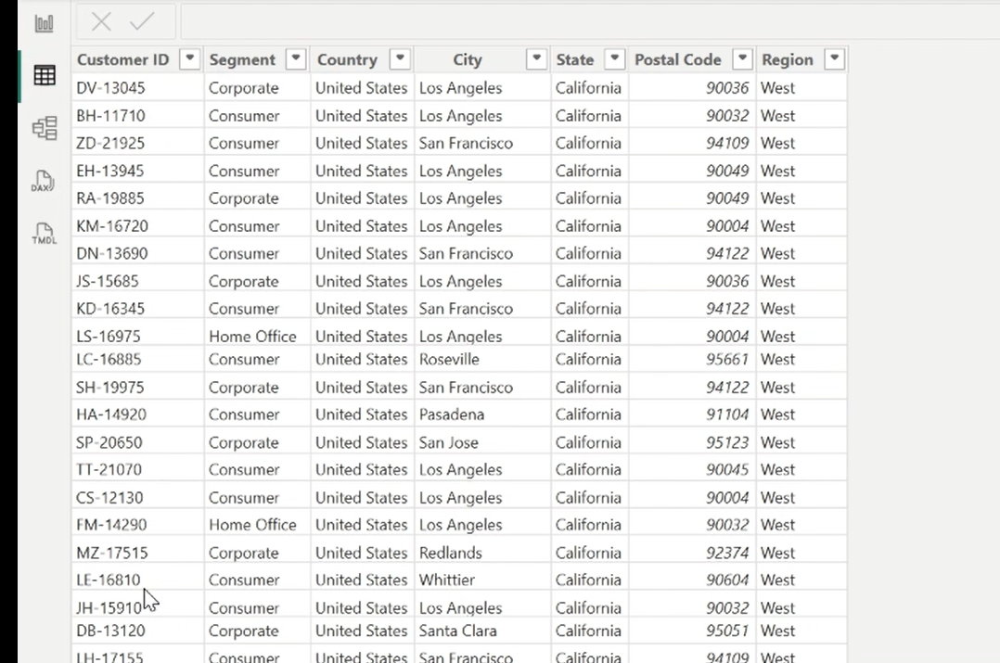 Customer ID Segment Country City State Postal Code Region
DV-13045 Corporate United States Los Angeles California 90036 West
BH-11710 Consumer United States Los Angeles California 90032 West
ZD-21925 Consumer United States San Francisco California 94109 West
EH-13945 Consumer United States Los Angeles California 90049 West
RA-19885 Corporate United States Los Angeles California 90049 West
DAX
KM-16720 Consumer United States Los Angeles California 90004 West
TMDL
DN-13690 Consumer United States San Francisco California 94122 West
JS-15685 Corporate United States Los Angeles California 90036 West
KD-16345 Consumer United States San Francisco California 94122 West
LS-16975 Home Office United States Los Angeles California 90004 West
LC-16885 Consumer United States Roseville California 95661 West
SH-19975 Corporate United States San Francisco California 94122 West
HA-14920 Consumer United States Pasadena California 91104 West
SP-20650 Corporate United States San Jose California 95123 West
TT-21070 Consumer United States Los Angeles California 90045 West
CS-12130 Consumer United States Los Angeles California 90004 West
FM-14290 Home Office United States Los Angeles California 90032 West
MZ-17515 Corporate United States Redlands California 92374 West
LE-16810 Consumer United States Whittier California 90604 West
JH-15910 Consumer United States Los Angeles California 90032 West
DB-13120 Corporate United States Santa Clara California 95051 West
LH-17155 Consumer United States San Francisco California 94109 West